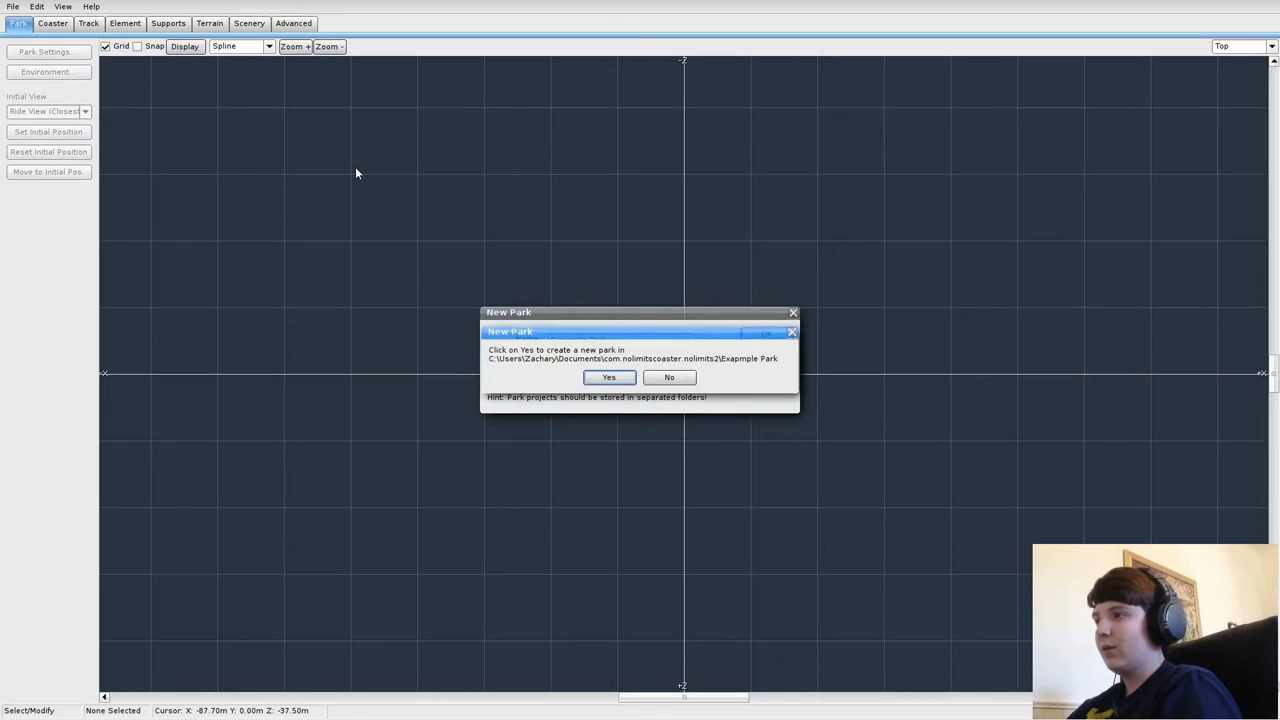 File Edit View Help
Park Coaster Track Element Supports Terrain Scenery Advanced
Park Settings... Grid Snap Display Spline Zoom + Zoom - Top
Environment...
Initial View
Ride View (Closest
Set Initial Position
Reset Initial Position
Move to Initial Pos.
-Z
-X
+X
+Z
New Park
New Park
Click on Yes to create a new park in
C:\Users\Zachary\Documents\com.nolimitscoaster.nolimits2\Exapmple Park
Yes No
Hint: Park projects should be stored in separated folders!
Select/Modify None Selected Cursor: X: -87.70m Y: 0.00m Z: -37.50m